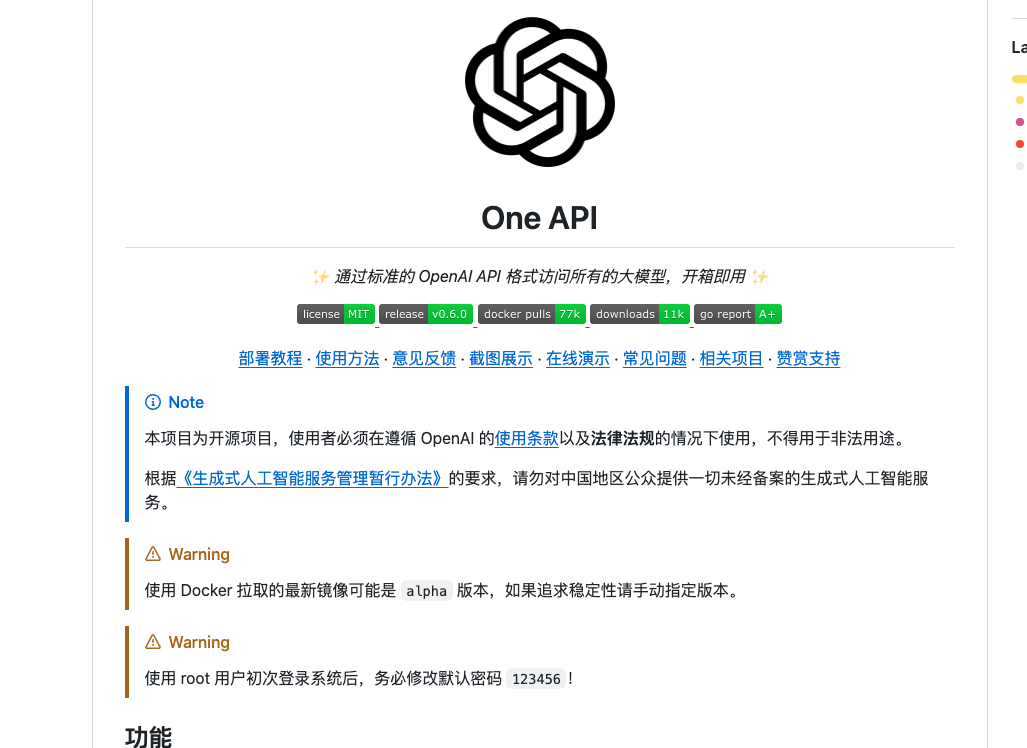 One API
✨ 通过标准的 OpenAI API 格式访问所有的大模型，开箱即用 ✨
license MIT release v0.6.0 docker pulls 77k downloads 11k go report A+
部署教程 · 使用方法 · 意见反馈 · 截图展示 · 在线演示 · 常见问题 · 相关项目 · 赞赏支持
Note
本项目为开源项目，使用者必须在遵循 OpenAI 的使用条款以及法律法规的情况下使用，不得用于非法用途。
根据《生成式人工智能服务管理暂行办法》的要求，请勿对中国地区公众提供一切未经备案的生成式人工智能服
务。
Warning
使用 Docker 拉取的最新镜像可能是 alpha 版本，如果追求稳定性请手动指定版本。
Warning
使用 root 用户初次登录系统后，务必修改默认密码 123456！
功能
La